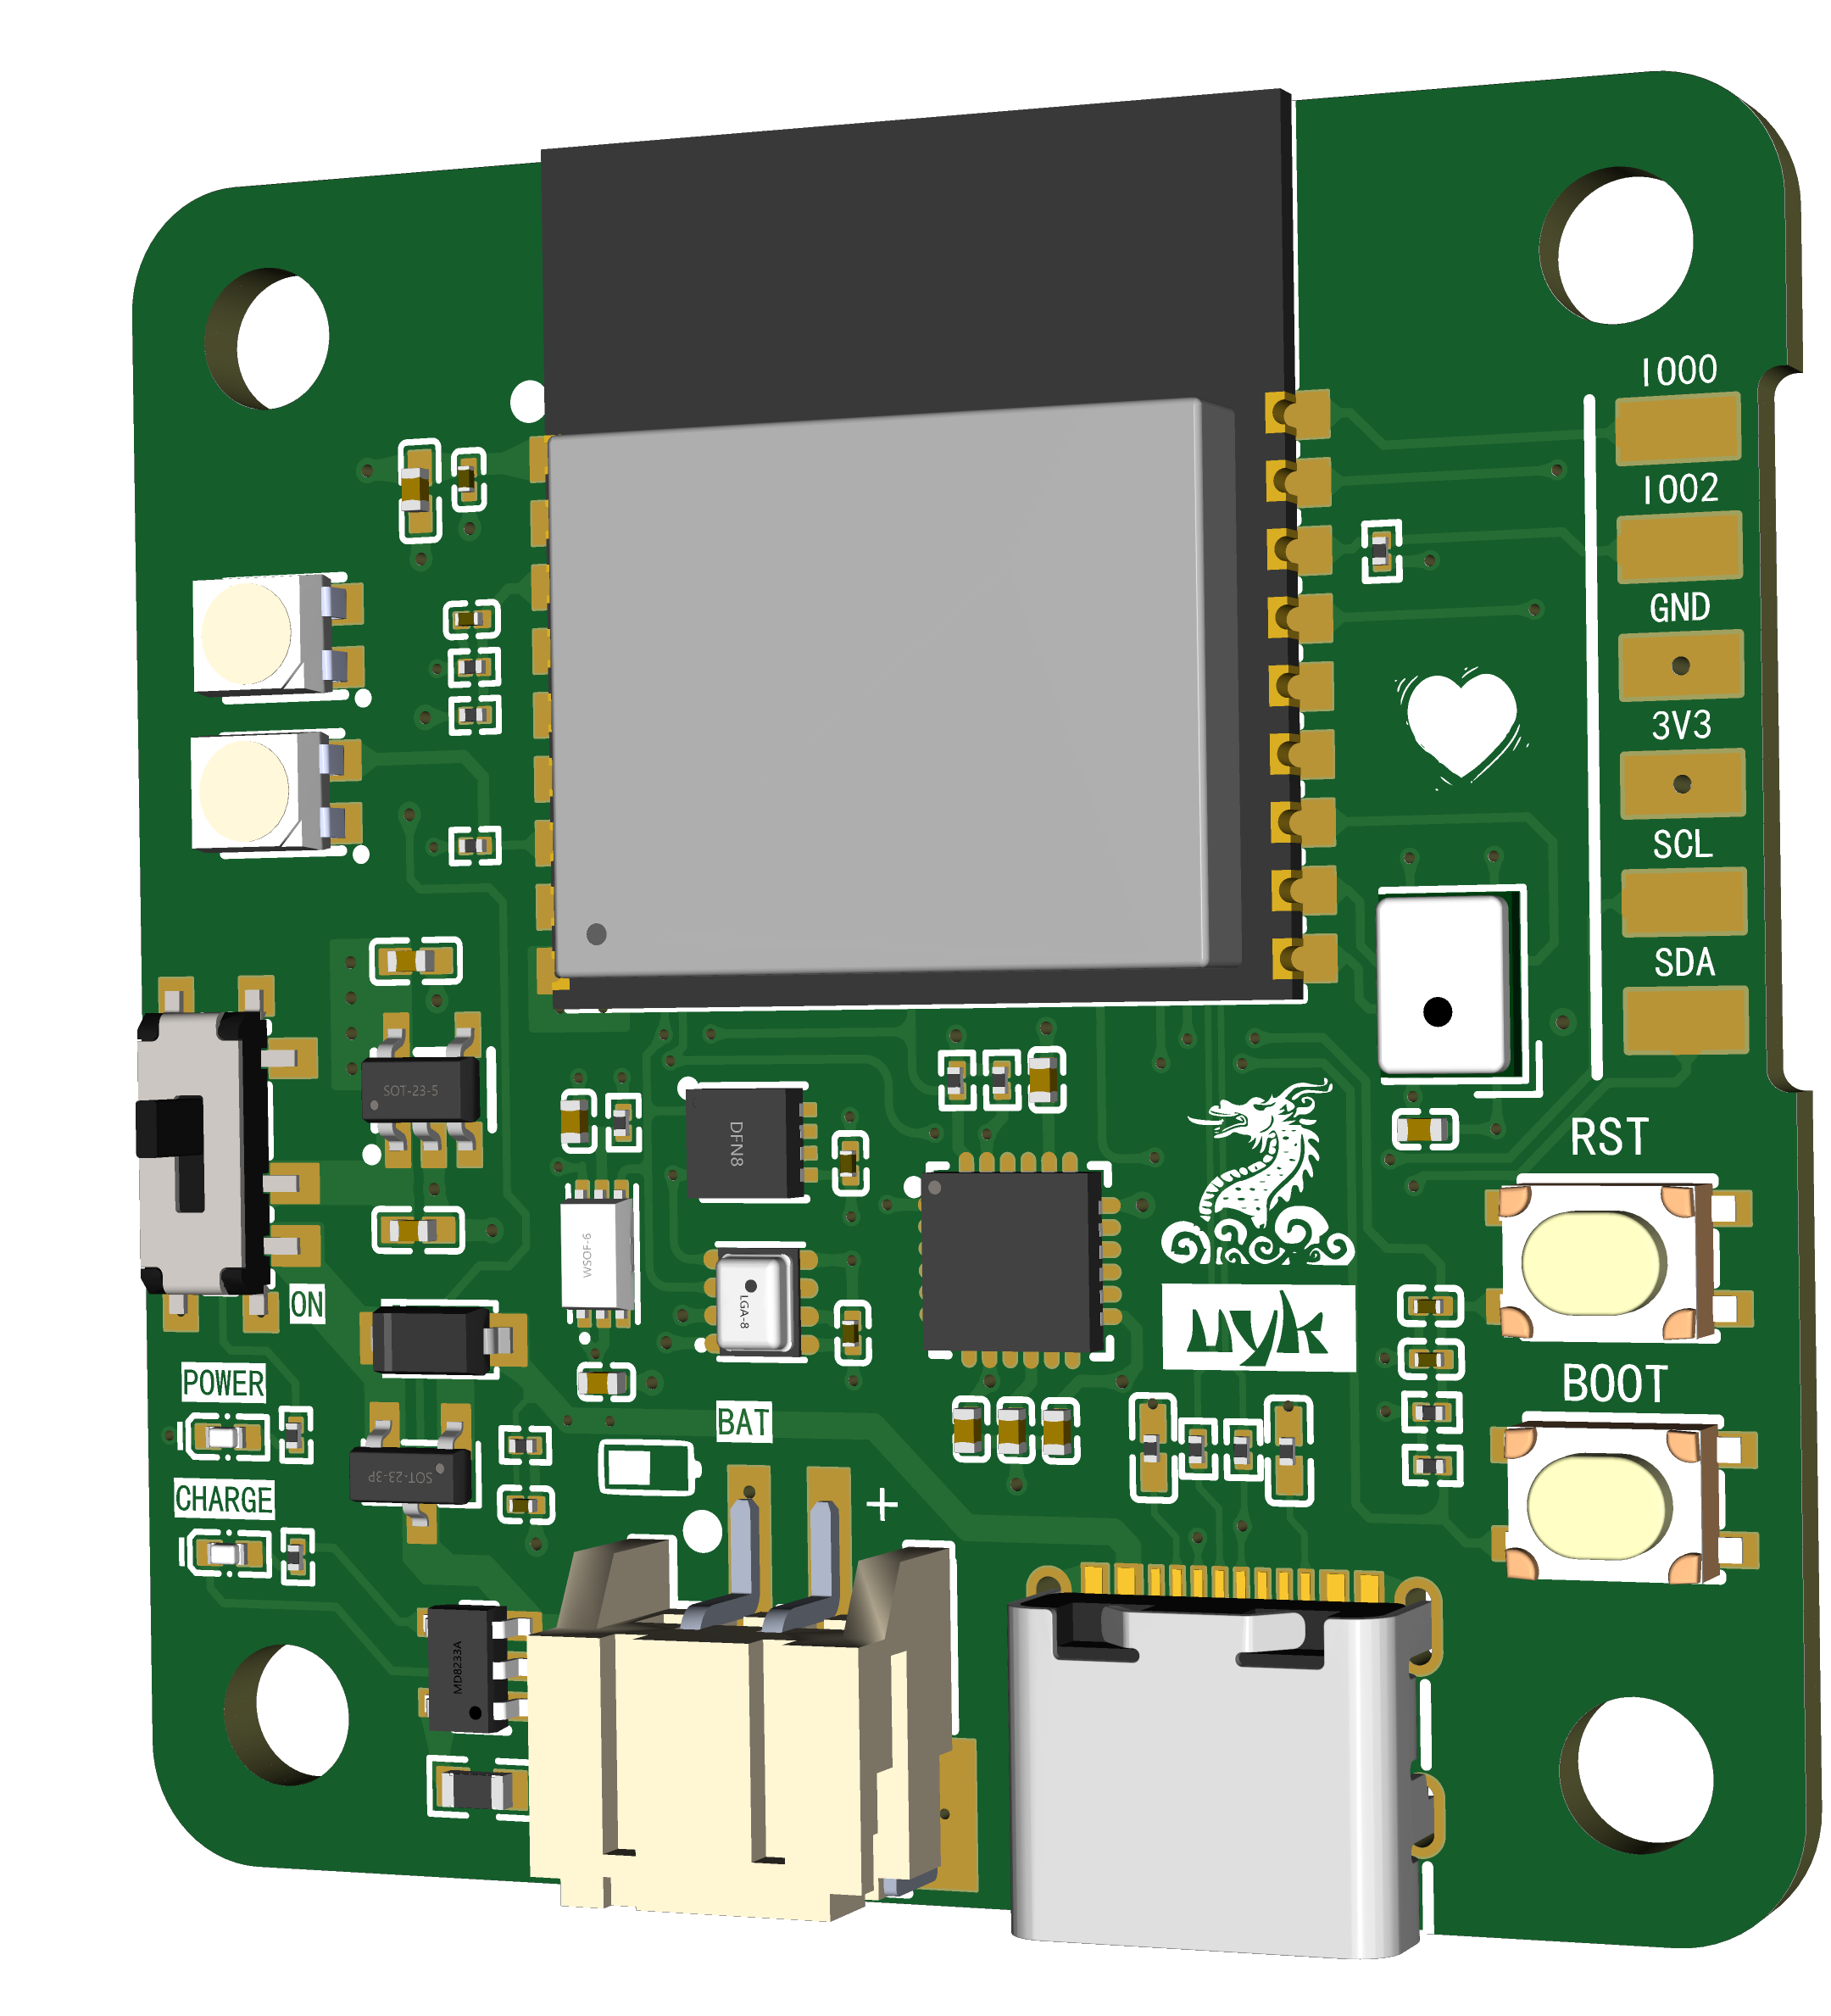 IO00
IO02
GND
3V3
SCL
SDA
RST
BOOT
SOT-23-5
DFN8
WSOF-6
LGA-8
ON
POWER
CHARGE
SOT-23-3P
BAT
+
MD8233A